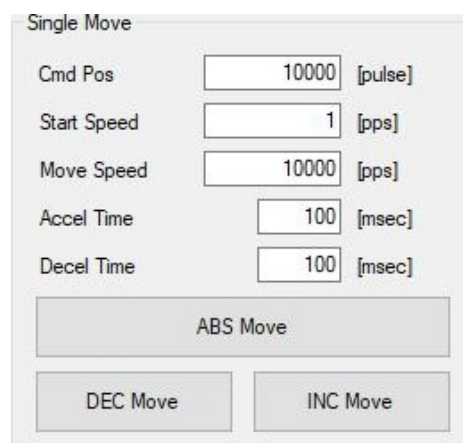 Single Move
Cmd Pos 10000 [pulse]
Start Speed 1 [pps]
Move Speed 10000 [pps]
Accel Time 100 [msec]
Decel Time 100 [msec]
ABS Move
DEC Move INC Move